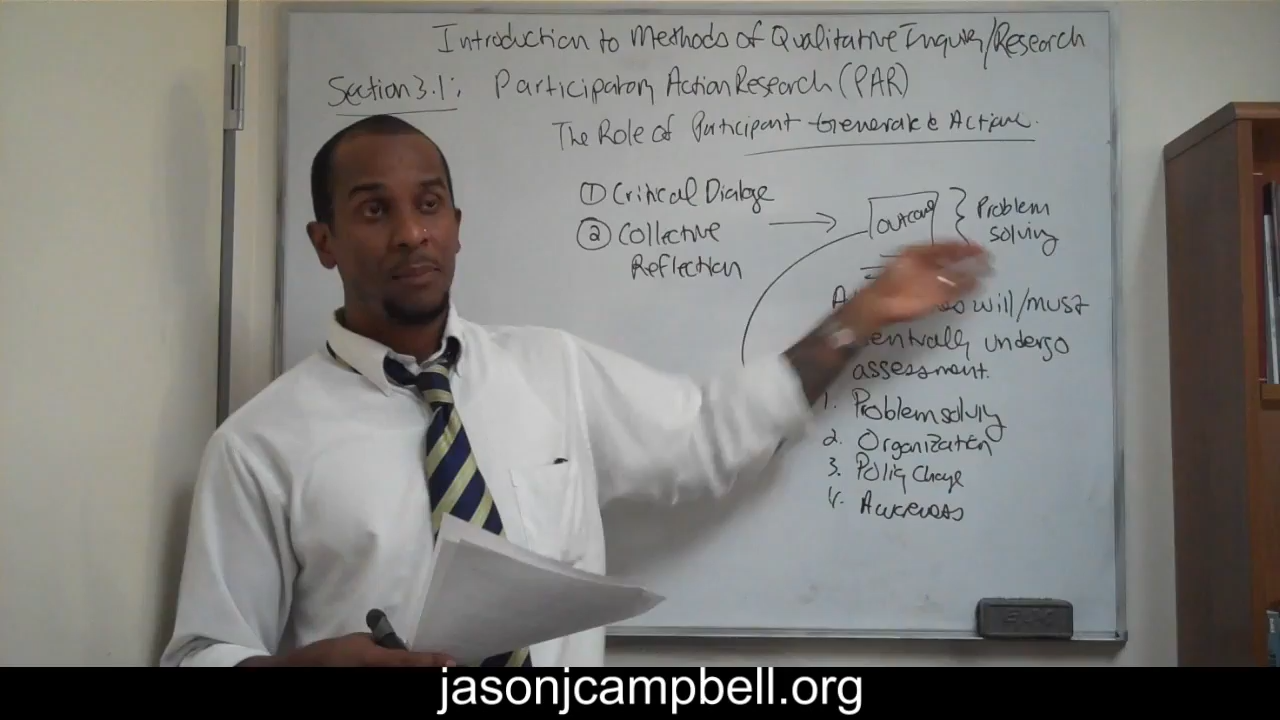 Introduction to Methods of Qualitative Inquiry/Research
Section 3.1: Participatory Action Research (PAR)
The Role of Participant Generated Action.
① Critical Dialoge
② Collective
Reflection
outcome
Problem
solving
will/must
undergo
assessment.
1. Problem solving
2. Organization
3. Policy Change
4. Awareness
jasonjcampbell.org